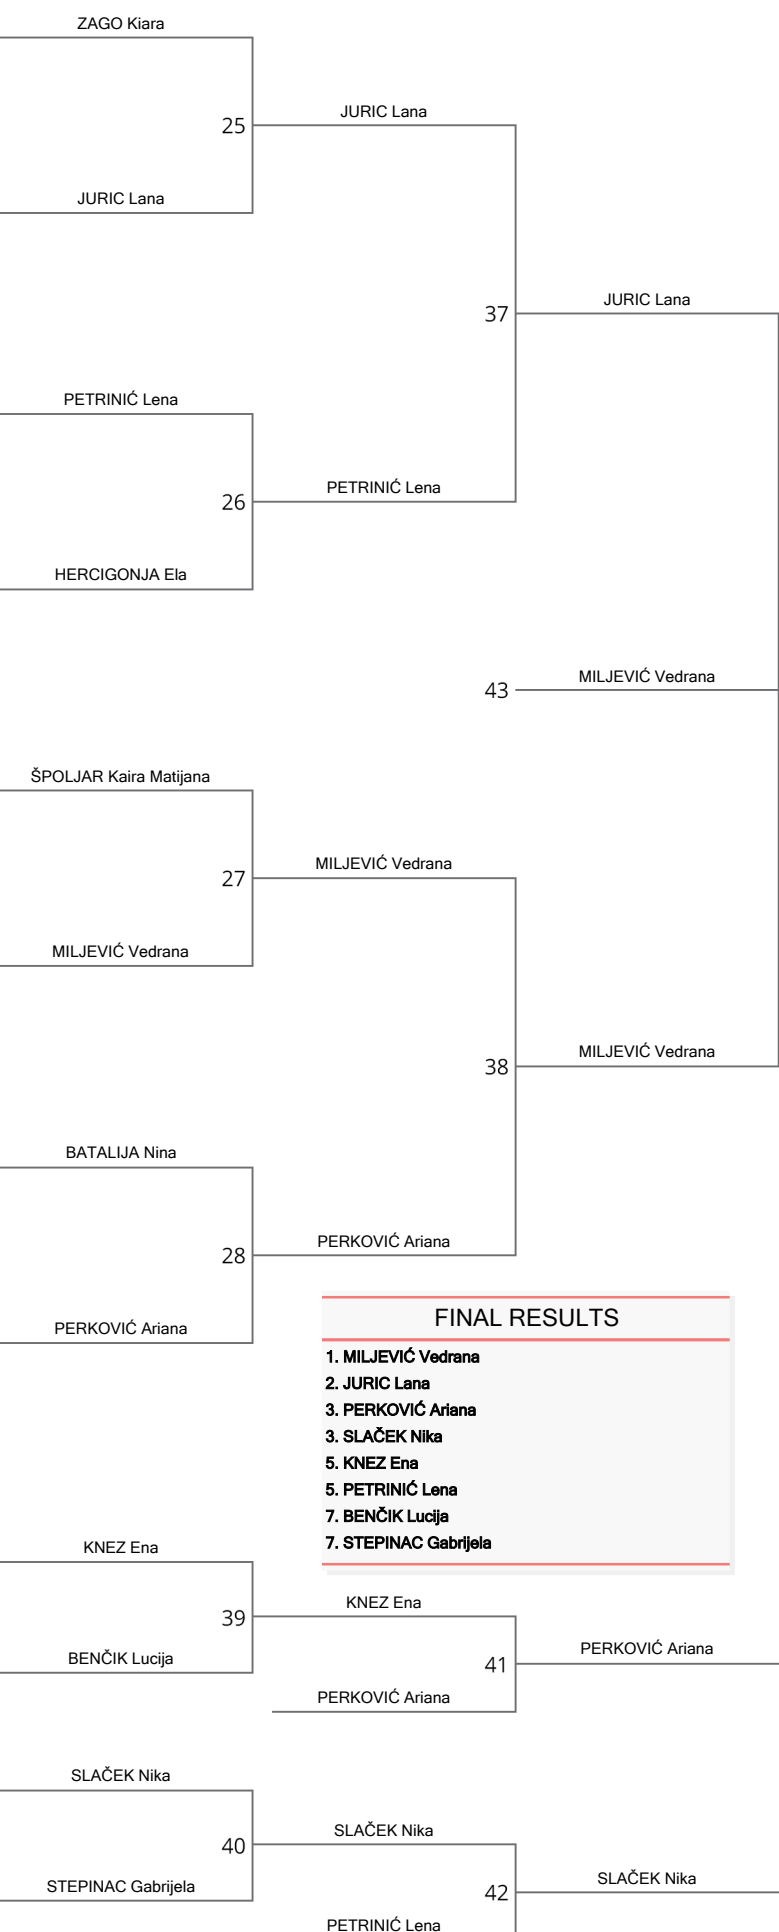 ZAGO Kiara
JURIC Lana
25
JURIC Lana
JURIC Lana
37
PETRINIĆ Lena
PETRINIĆ Lena
26
HERCIGONJA Ela
MILJEVIĆ Vedrana
43
ŠPOLJAR Kaira Matijana
MILJEVIĆ Vedrana
27
MILJEVIĆ Vedrana
MILJEVIĆ Vedrana
38
BATALIJA Nina
PERKOVIĆ Ariana
28
PERKOVIĆ Ariana
FINAL RESULTS
1. MILJEVIĆ Vedrana
2. JURIC Lana
3. PERKOVIĆ Ariana
3. SLAČEK Nika
5. KNEZ Ena
5. PETRINIĆ Lena
7. BENČIK Lucija
7. STEPINAC Gabrijela
KNEZ Ena
KNEZ Ena
39
BENČIK Lucija
PERKOVIĆ Ariana
41
PERKOVIĆ Ariana
SLAČEK Nika
SLAČEK Nika
40
STEPINAC Gabrijela
SLAČEK Nika
42
PETRINIĆ Lena